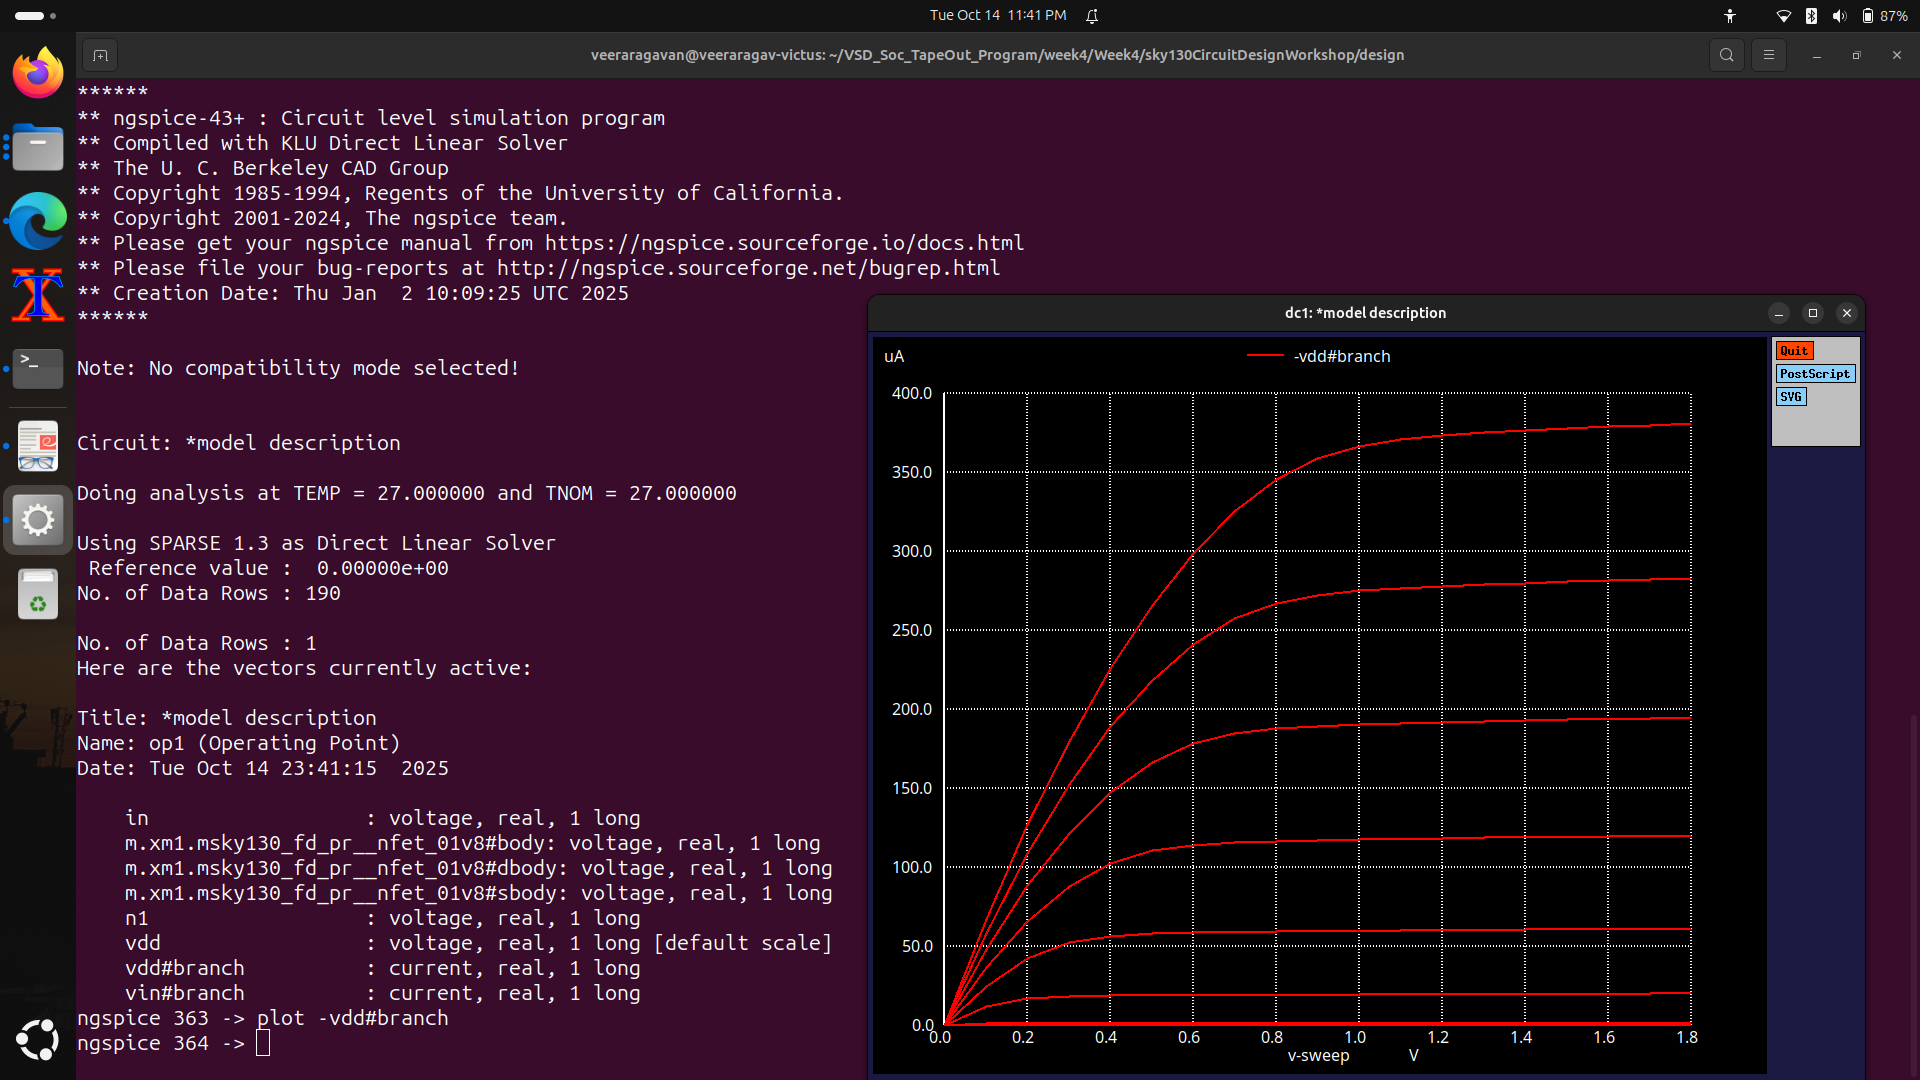 Tue Oct 14  11:41 PM
87%
veeraragavan@veeraragav-victus: ~/VSD_Soc_TapeOut_Program/week4/Week4/sky130CircuitDesignWorkshop/design
******
** ngspice-43+ : Circuit level simulation program
** Compiled with KLU Direct Linear Solver
** The U. C. Berkeley CAD Group
** Copyright 1985-1994, Regents of the University of California.
** Copyright 2001-2024, The ngspice team.
** Please get your ngspice manual from https://ngspice.sourceforge.io/docs.html
** Please file your bug-reports at http://ngspice.sourceforge.net/bugrep.html
** Creation Date: Thu Jan  2 10:09:25 UTC 2025
******
Note: No compatibility mode selected!
Circuit: *model description
Doing analysis at TEMP = 27.000000 and TNOM = 27.000000
Using SPARSE 1.3 as Direct Linear Solver
 Reference value :  0.00000e+00
No. of Data Rows : 190
No. of Data Rows : 1
Here are the vectors currently active:
Title: *model description
Name: op1 (Operating Point)
Date: Tue Oct 14 23:41:15  2025
    in                  : voltage, real, 1 long
    m.xm1.msky130_fd_pr__nfet_01v8#body: voltage, real, 1 long
    m.xm1.msky130_fd_pr__nfet_01v8#dbody: voltage, real, 1 long
    m.xm1.msky130_fd_pr__nfet_01v8#sbody: voltage, real, 1 long
    n1                  : voltage, real, 1 long
    vdd                 : voltage, real, 1 long [default scale]
    vdd#branch          : current, real, 1 long
    vin#branch          : current, real, 1 long
ngspice 363 -> plot -vdd#branch
ngspice 364 ->
dc1: *model description
uA
-vdd#branch
Quit
PostScript
SVG
400.0
350.0
300.0
250.0
200.0
150.0
100.0
50.0
0.0
0.0 0.2 0.4 0.6 0.8 1.0 1.2 1.4 1.6 1.8
v-sweep V